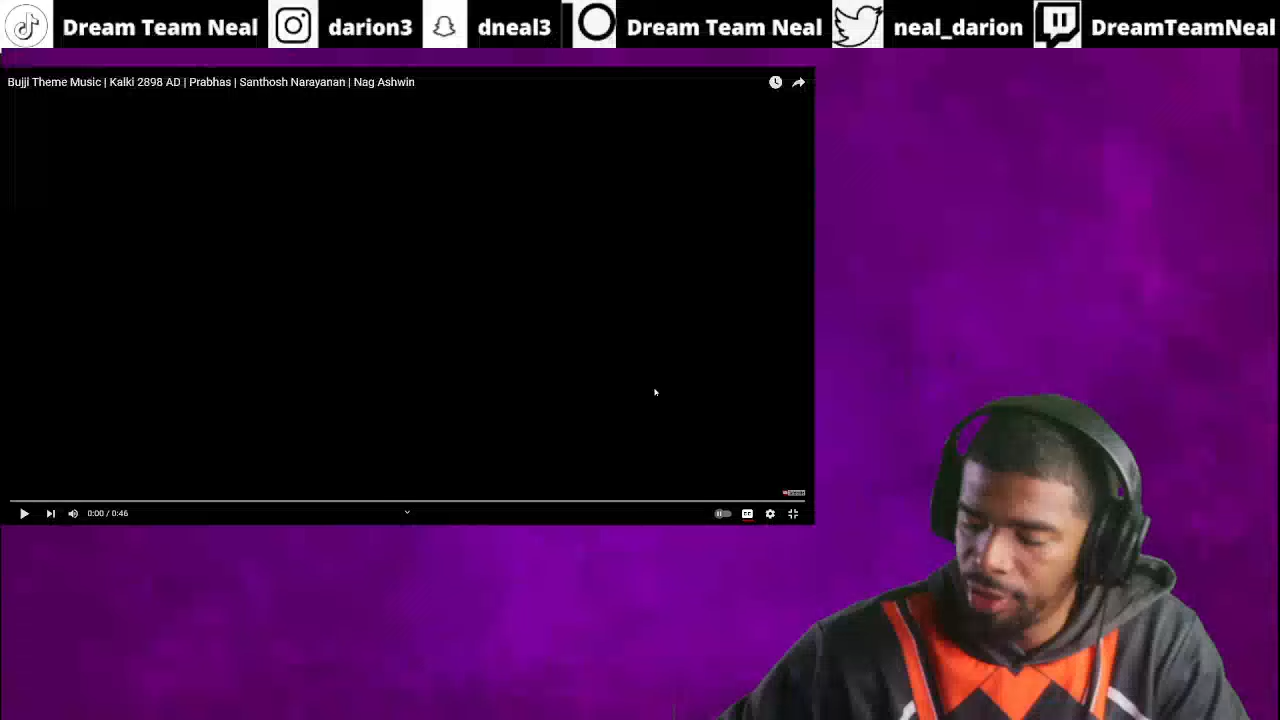 Dream Team Neal darion3 dneal3 Dream Team Neal neal_darion DreamTeamNeal
Bujji Theme Music | Kalki 2898 AD | Prabhas | Santhosh Narayanan | Nag Ashwin
0:00 / 0:46